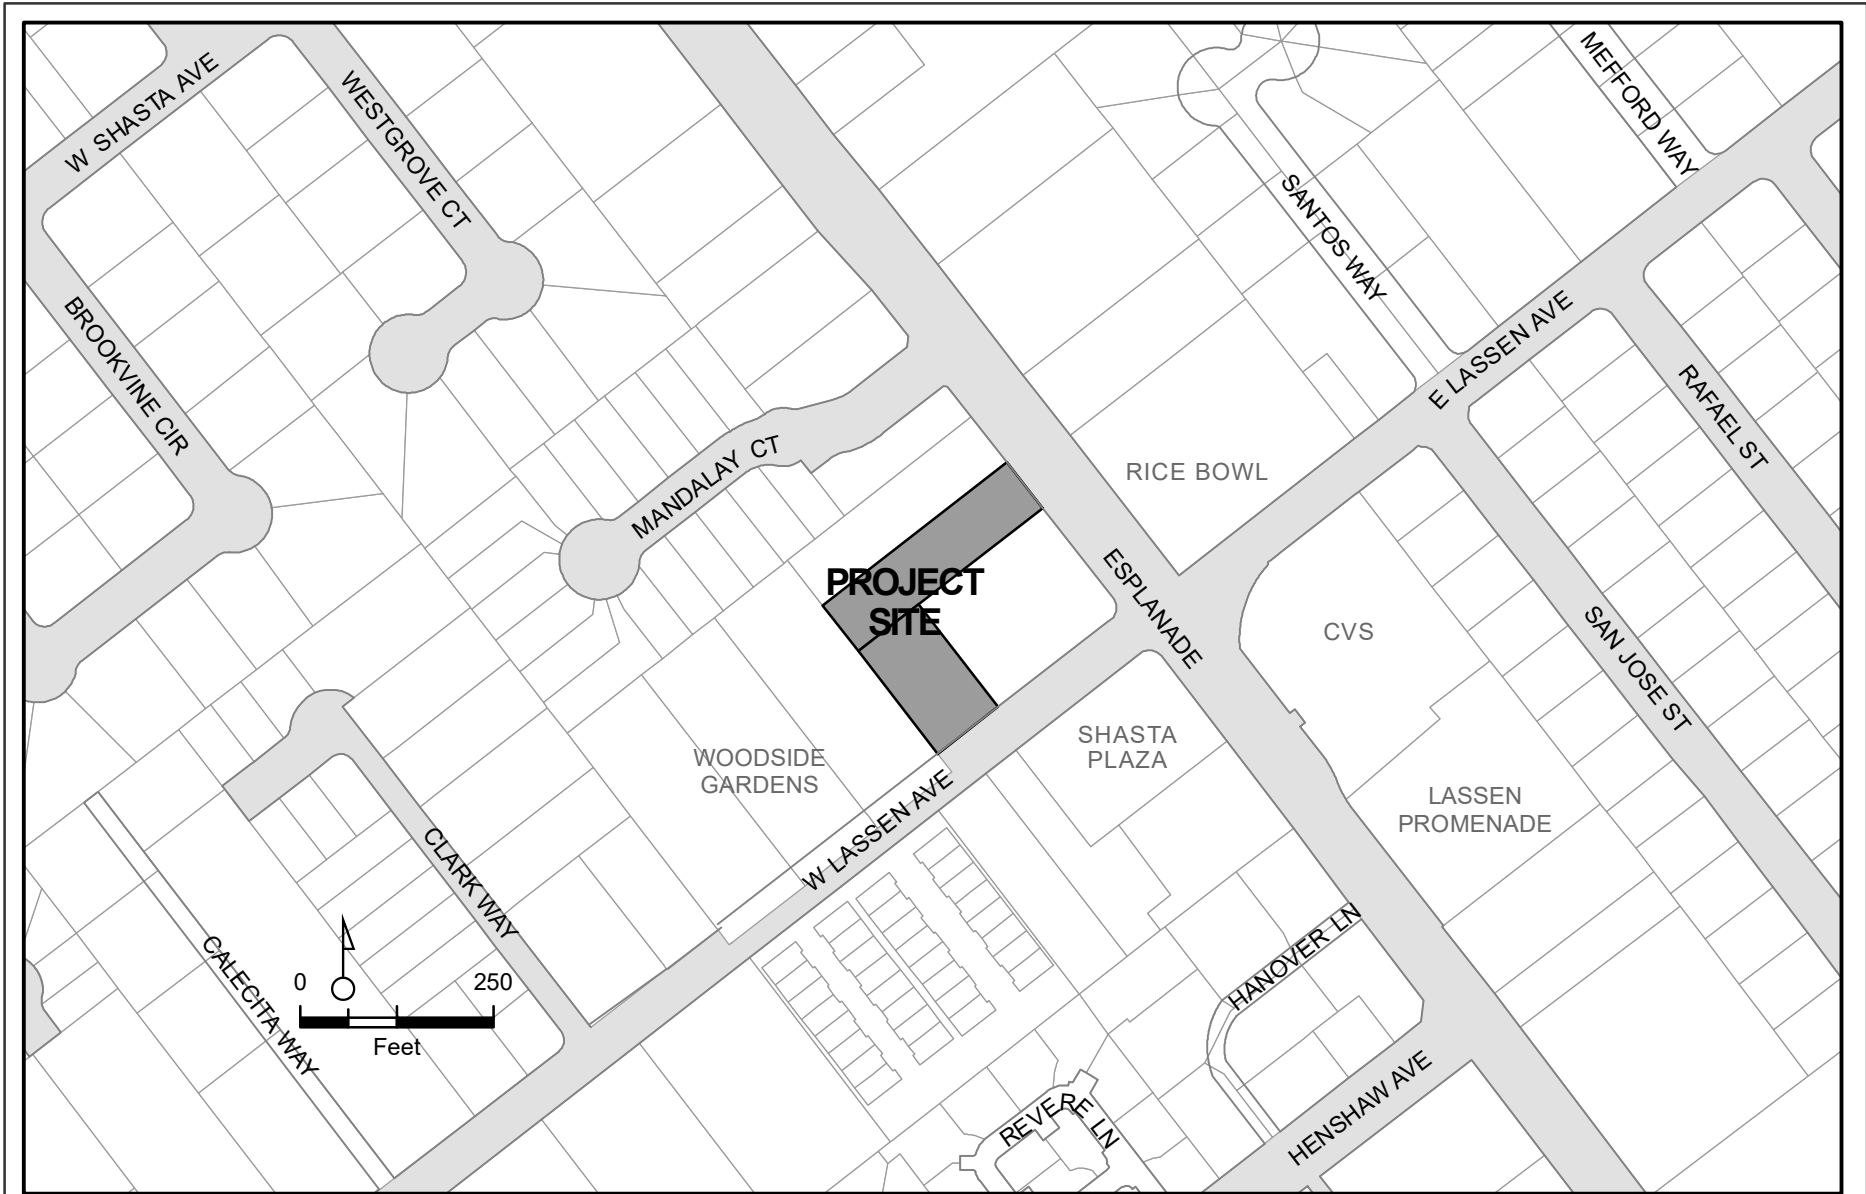 W SHASTA AVE
WESTGROVE CT
MEFFORD WAY
SANTOS WAY
BROOKVINE CIR
E LASSEN AVE
RAFAEL ST
MANDALAY CT
RICE BOWL
PROJECT
SITE
ESPLANADE
CVS
SAN JOSE ST
SHASTA
PLAZA
WOODSIDE
GARDENS
LASSEN
PROMENADE
W LASSEN AVE
CLARK WAY
CALECITA WAY
HANOVER LN
0 250
Feet
HENSHAW AVE
REVERE LN